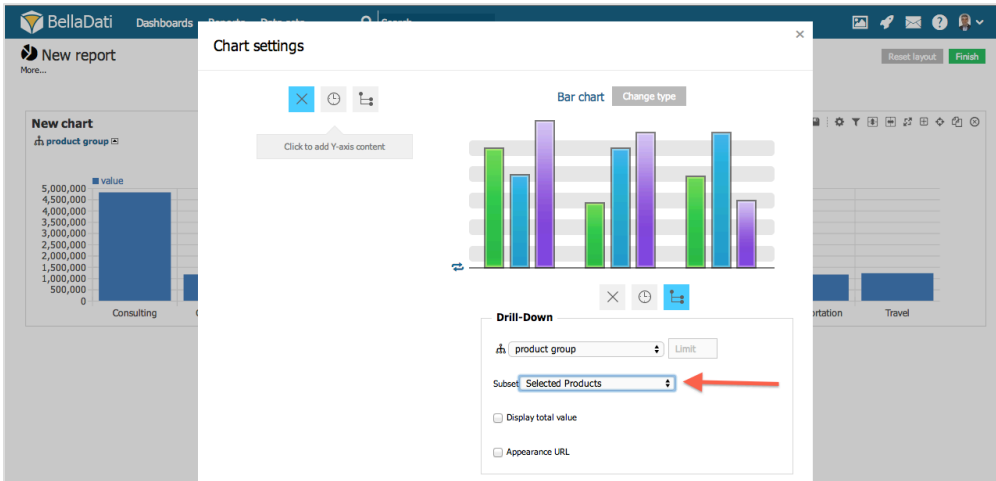 BellaDati Dashboards Reports Data sets Search
New report
More...
Reset layout Finish
Chart settings
×
Bar chart Change type
Click to add Y-axis content
New chart
product group
value
5,000,000
4,500,000
4,000,000
3,500,000
3,000,000
2,500,000
2,000,000
1,500,000
1,000,000
500,000
0
Consulting
Travel
Drill-Down
product group Limit
Subset Selected Products
Display total value
Appearance URL